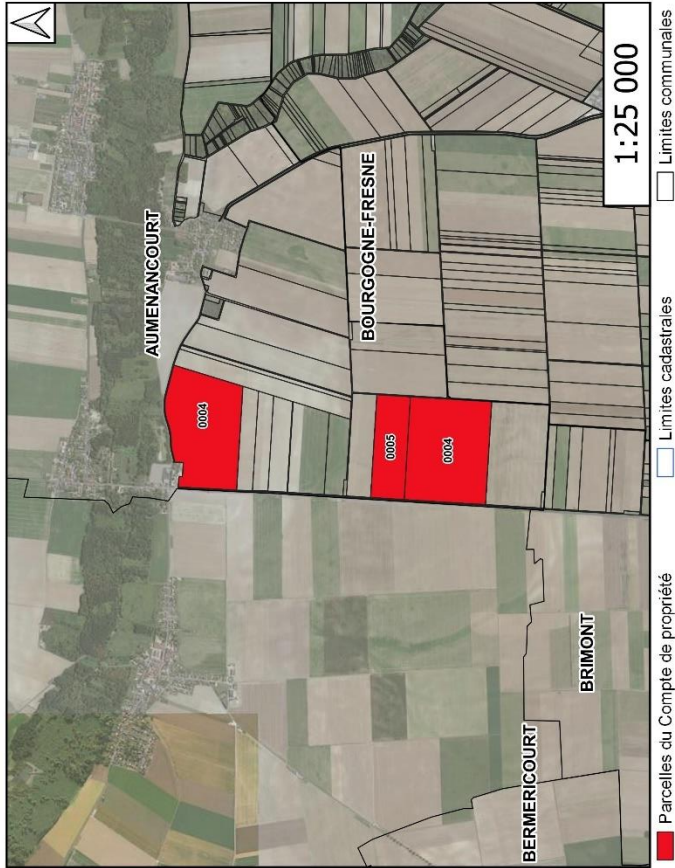 AUMENANCOURT
0004
BOURGOGNE-FRESNE
0005
0004
BERMERICOURT
BRIMONT
1:25 000
Parcelles du Compte de propriété
Limites cadastrales
Limites communales